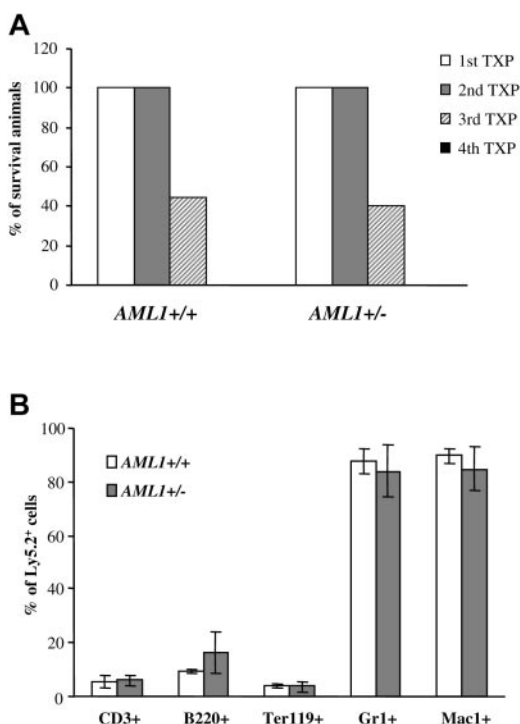 A
% of survival animals
120
100
80
60
40
20
0
1st TXP
2nd TXP
3rd TXP
4th TXP
AML1+/+
AML1+/-
B
% of Ly5.2⁺ cells
100
80
60
40
20
0
AML1+/+
AML1+/-
CD3+ B220+ Ter119+ Gr1+ Mac1+